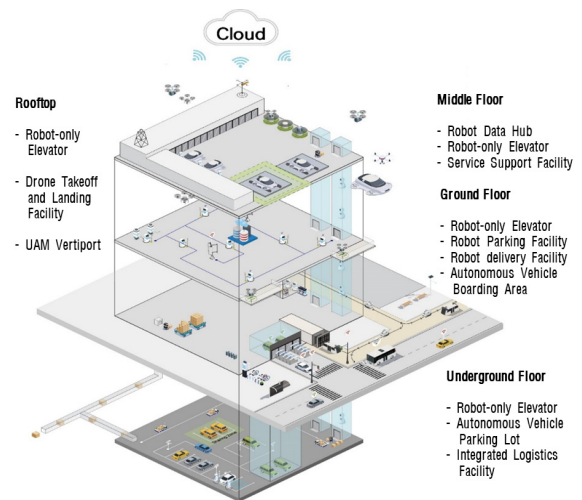 Cloud
Rooftop
- Robot-only
Elevator
- Drone Takeoff
and Landing
Facility
- UAM Vertiport
Middle Floor
- Robot Data Hub
- Robot-only Elevator
- Service Support Facility
Ground Floor
- Robot-only Elevator
- Robot Parking Facility
- Robot delivery Facility
- Autonomous Vehicle
Boarding Area
Underground Floor
- Robot-only Elevator
- Autonomous Vehicle
Parking Lot
- Integrated Logistics
Facility